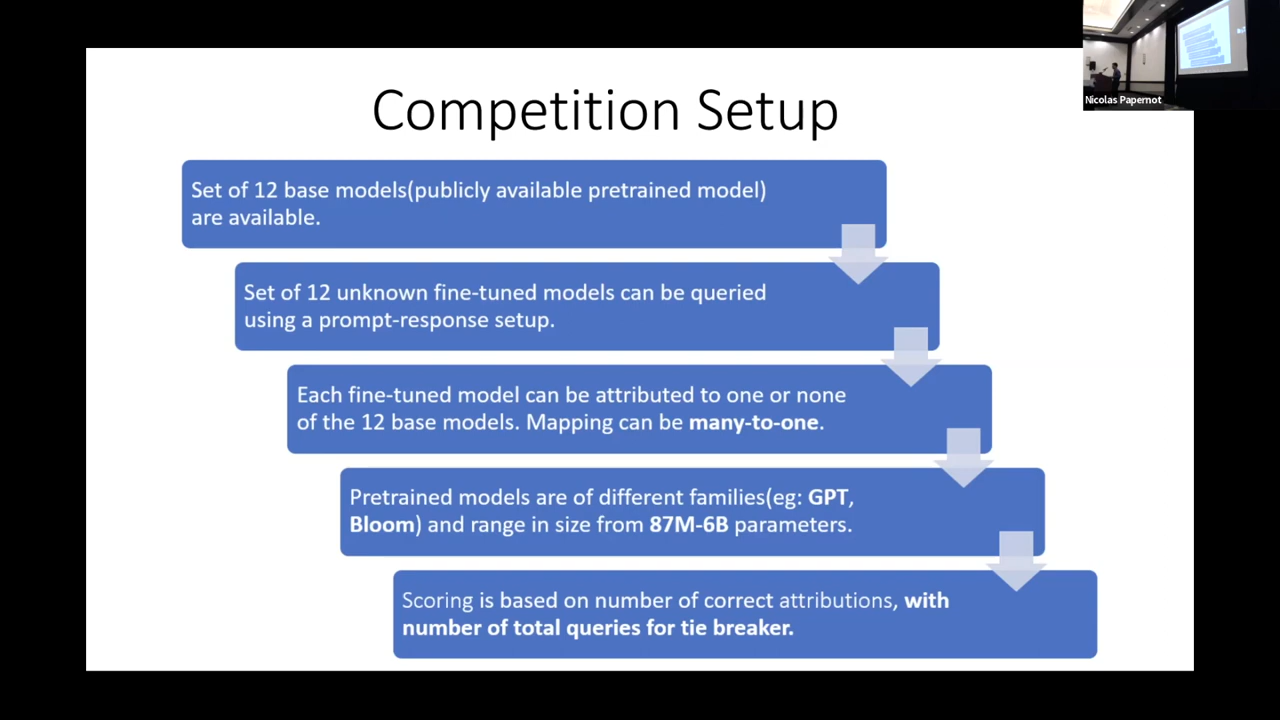 Competition Setup
Nicolas Papernot
Set of 12 base models(publicly available pretrained model)
are available.
Set of 12 unknown fine-tuned models can be queried
using a prompt-response setup.
Each fine-tuned model can be attributed to one or none
of the 12 base models. Mapping can be many-to-one.
Pretrained models are of different families(eg: GPT,
Bloom) and range in size from 87M-6B parameters.
Scoring is based on number of correct attributions, with
number of total queries for tie breaker.